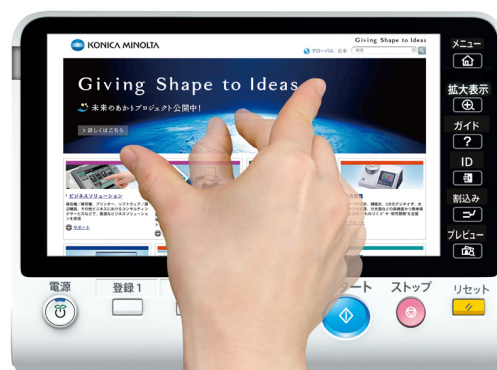 KONICA MINOLTA
Giving Shape to Ideas
グローバル 日本 検索
Giving Shape to Ideas
未来のあかりプロジェクト公開中!
>詳しくはこちら
ビジネスソリューション
サポート
メニュー
拡大表示
ガイド
?
ID
割込み
プレビュー
電源
登録1
ート
ストップ
リセット